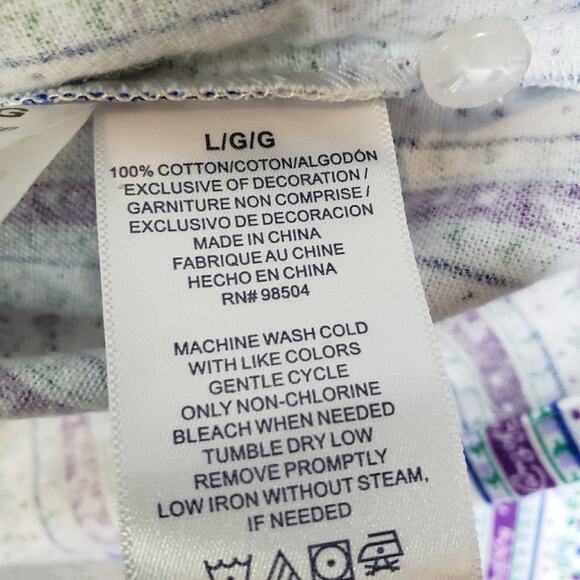 L/G/G
100% COTTON/COTON/ALGODÓN
EXCLUSIVE OF DECORATION/
GARNITURE NON COMPRISE/
EXCLUSIVO DE DECORACION
MADE IN CHINA
FABRIQUE AU CHINE
HECHO EN CHINA
RN# 98504
MACHINE WASH COLD
WITH LIKE COLORS
GENTLE CYCLE
ONLY NON-CHLORINE
BLEACH WHEN NEEDED
TUMBLE DRY LOW
REMOVE PROMPTLY
LOW IRON WITHOUT STEAM,
IF NEEDED
G